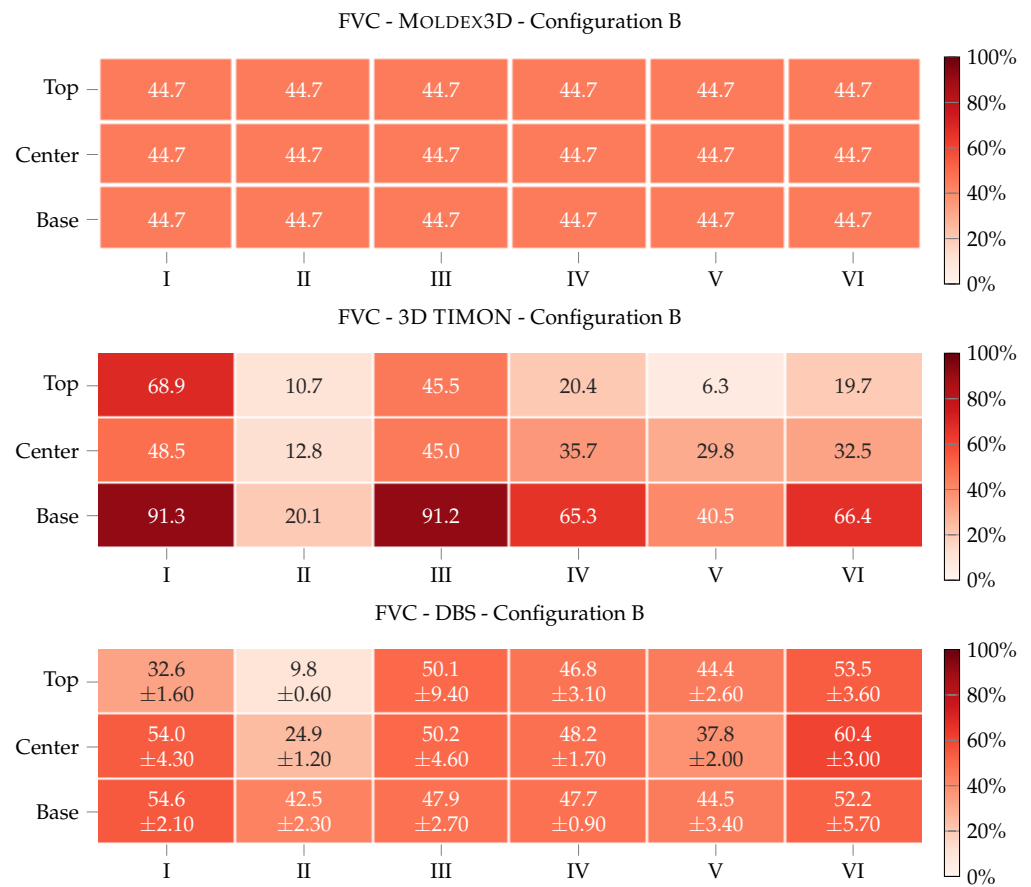 FVC - MOLDEX3D - Configuration B
Top 44.7 44.7 44.7 44.7 44.7 44.7
Center 44.7 44.7 44.7 44.7 44.7 44.7
Base 44.7 44.7 44.7 44.7 44.7 44.7
I II III IV V VI
100%
80%
60%
40%
20%
0%
FVC - 3D TIMON - Configuration B
Top 68.9 10.7 45.5 20.4 6.3 19.7
Center 48.5 12.8 45.0 35.7 29.8 32.5
Base 91.3 20.1 91.2 65.3 40.5 66.4
I II III IV V VI
100%
80%
60%
40%
20%
0%
FVC - DBS - Configuration B
Top
32.6 9.8 50.1 46.8 44.4 53.5
±1.60 ±0.60 ±9.40 ±3.10 ±2.60 ±3.60
Center
54.0 24.9 50.2 48.2 37.8 60.4
±4.30 ±1.20 ±4.60 ±1.70 ±2.00 ±3.00
Base
54.6 42.5 47.9 47.7 44.5 52.2
±2.10 ±2.30 ±2.70 ±0.90 ±3.40 ±5.70
I II III IV V VI
100%
80%
60%
40%
20%
0%